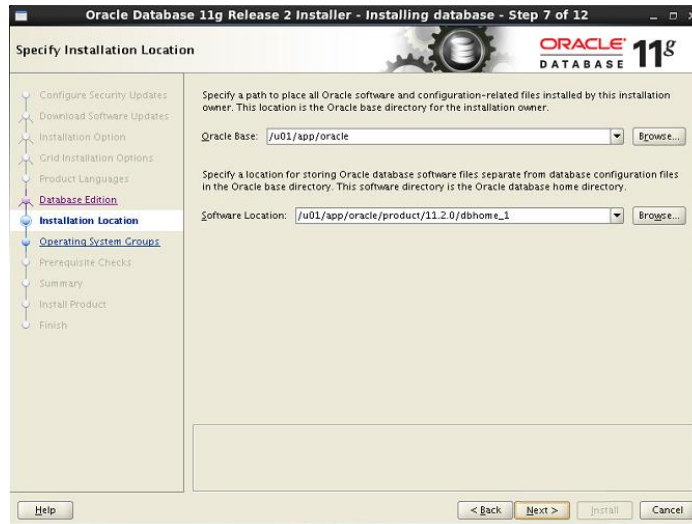 Oracle Database 11g Release 2 Installer - Installing database - Step 7 of 12
Specify Installation Location
ORACLE
DATABASE
11g
Configure Security Updates
Download Software Updates
Installation Option
Grid Installation Options
Product Languages
Database Edition
Installation Location
Operating System Groups
Prerequisite Checks
Summary
Install Product
Finish
Specify a path to place all Oracle software and configuration-related files installed by this installation
owner. This location is the Oracle base directory for the installation owner.
Oracle Base: /u01/app/oracle Browse...
Specify a location for storing Oracle database software files separate from database configuration files
in the Oracle base directory. This software directory is the Oracle database home directory.
Software Location: /u01/app/oracle/product/11.2.0/dbhome_1 Browse...
Help < Back Next > Install Cancel